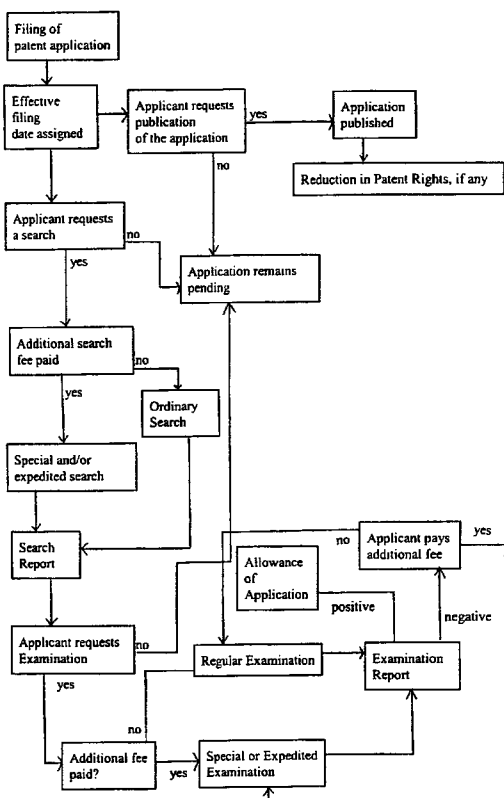 Filing of
patent application
Effective
filing
date assigned
Applicant requests
publication
of the application
yes
Application
published
no
Reduction in Patent Rights, if any
Applicant requests
a search
no
yes
Application remains
pending
Additional search
fee paid
no
yes
Ordinary
Search
Special and/or
expedited search
Search
Report
Applicant pays
additional fee
yes
no
Allowance
of
Application
positive
negative
Applicant requests
Examination
no
yes
Regular Examination
Examination
Report
no
Additional fee
paid?
yes
Special or Expedited
Examination